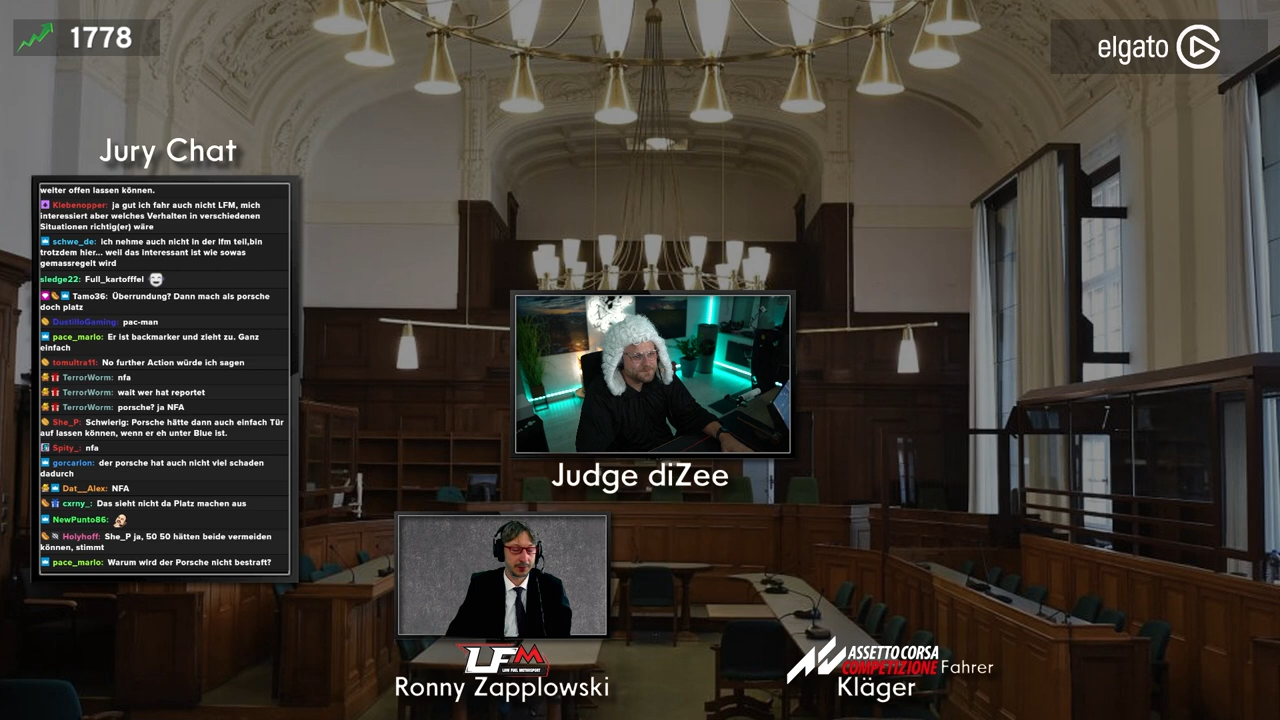 1778
elgato
Jury Chat
weiter offen lassen können.
Klebenopper: ja gut ich fahr auch nicht LFM, mich
interessiert aber welches Verhalten in verschiedenen
Situationen richtig(er) wäre
schwe_de: ich nehme auch nicht in der lfm teil,bin
trotzdem hier... weil das interessant ist wie sowas
gemassregelt wird
sledge22: Full_kartofffel
Tamo36: Überrundung? Dann mach als porsche
doch platz
DustilloGaming: pac-man
pace_mario: Er ist backmarker und zieht zu. Ganz
einfach
tomultra11: No further Action würde ich sagen
TerrorWorm: nfa
TerrorWorm: wait wer hat reportet
TerrorWorm: porsche? ja NFA
She_P: Schwierig: Porsche hätte dann auch einfach Tür
auf lassen können, wenn er eh unter Blue ist.
Spity_: nfa
gorcarion: der porsche hat auch nicht viel schaden
dadurch
Dat__Alex: NFA
cxrny_: Das sieht nicht da Platz machen aus
NewPunto86:
Holyhoff: She_P ja, 50 50 hätten beide vermeiden
können, stimmt
pace_mario: Warum wird der Porsche nicht bestraft?
Judge diZee
LFM
LOW FUEL MOTORSPORT
Ronny Zapplowski
ASSETTO CORSA
COMPETIZIONE Fahrer
Kläger